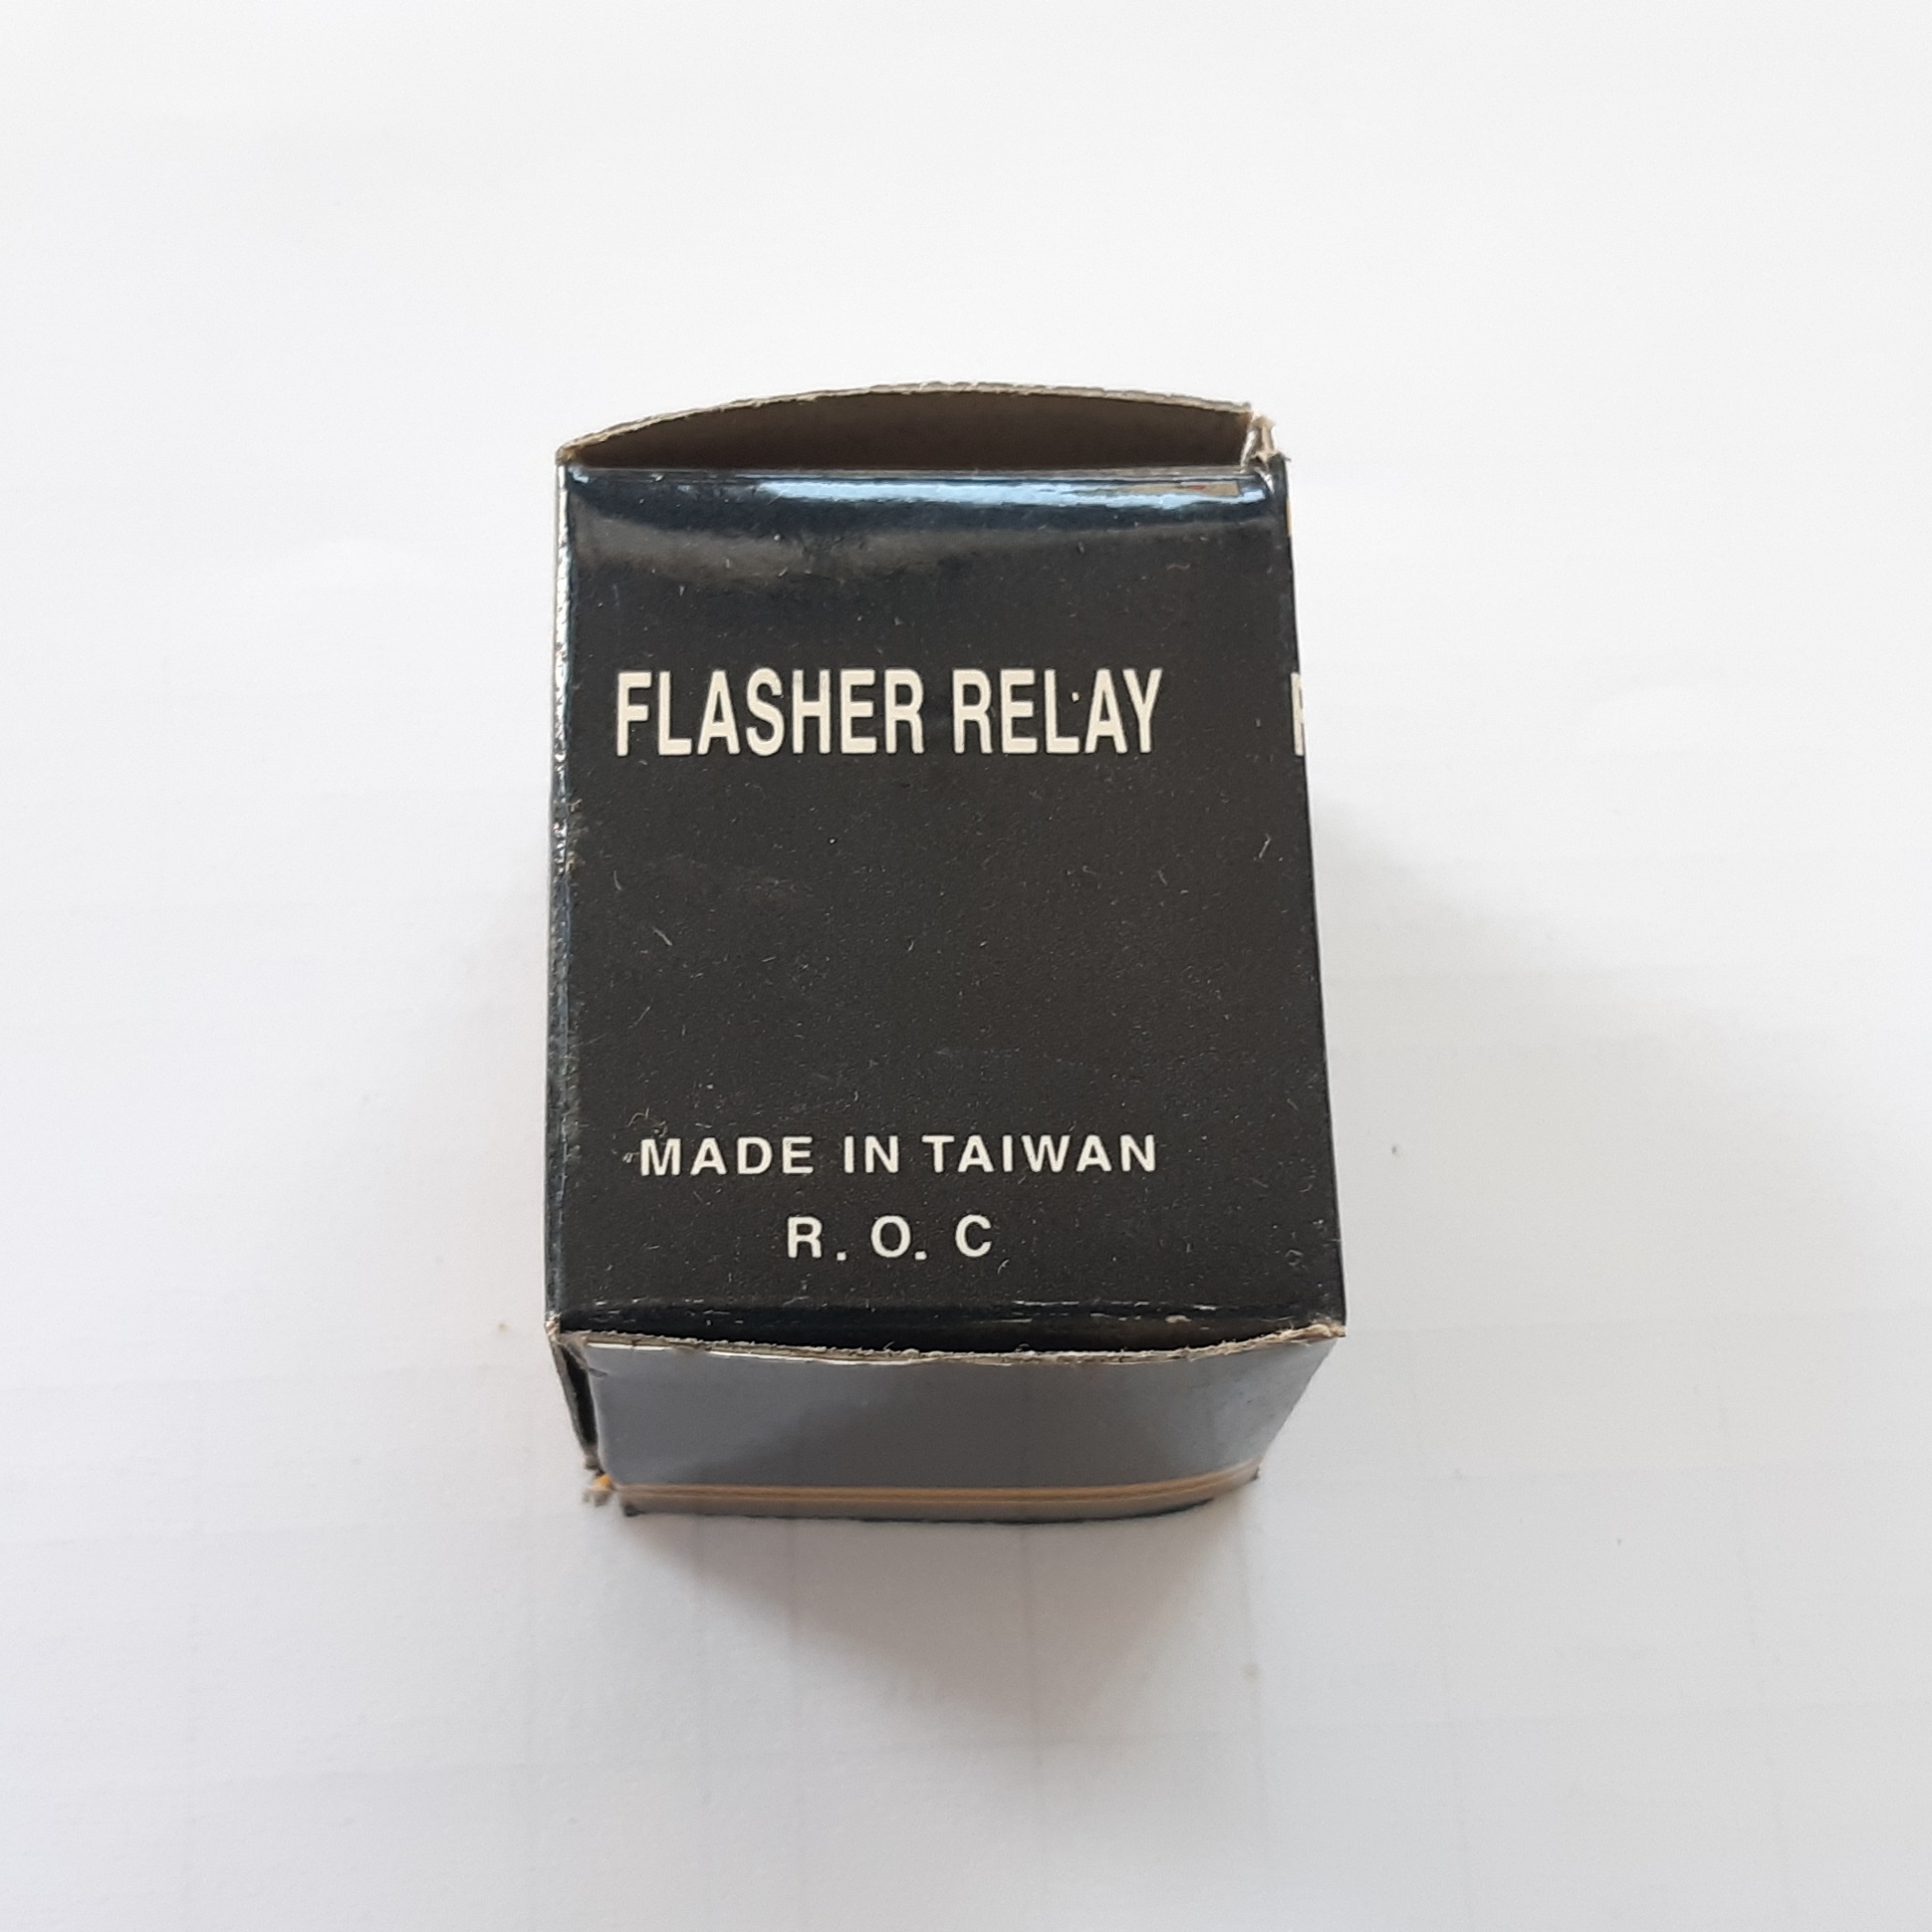 FLASHER RELAY
MADE IN TAIWAN
R. O. C